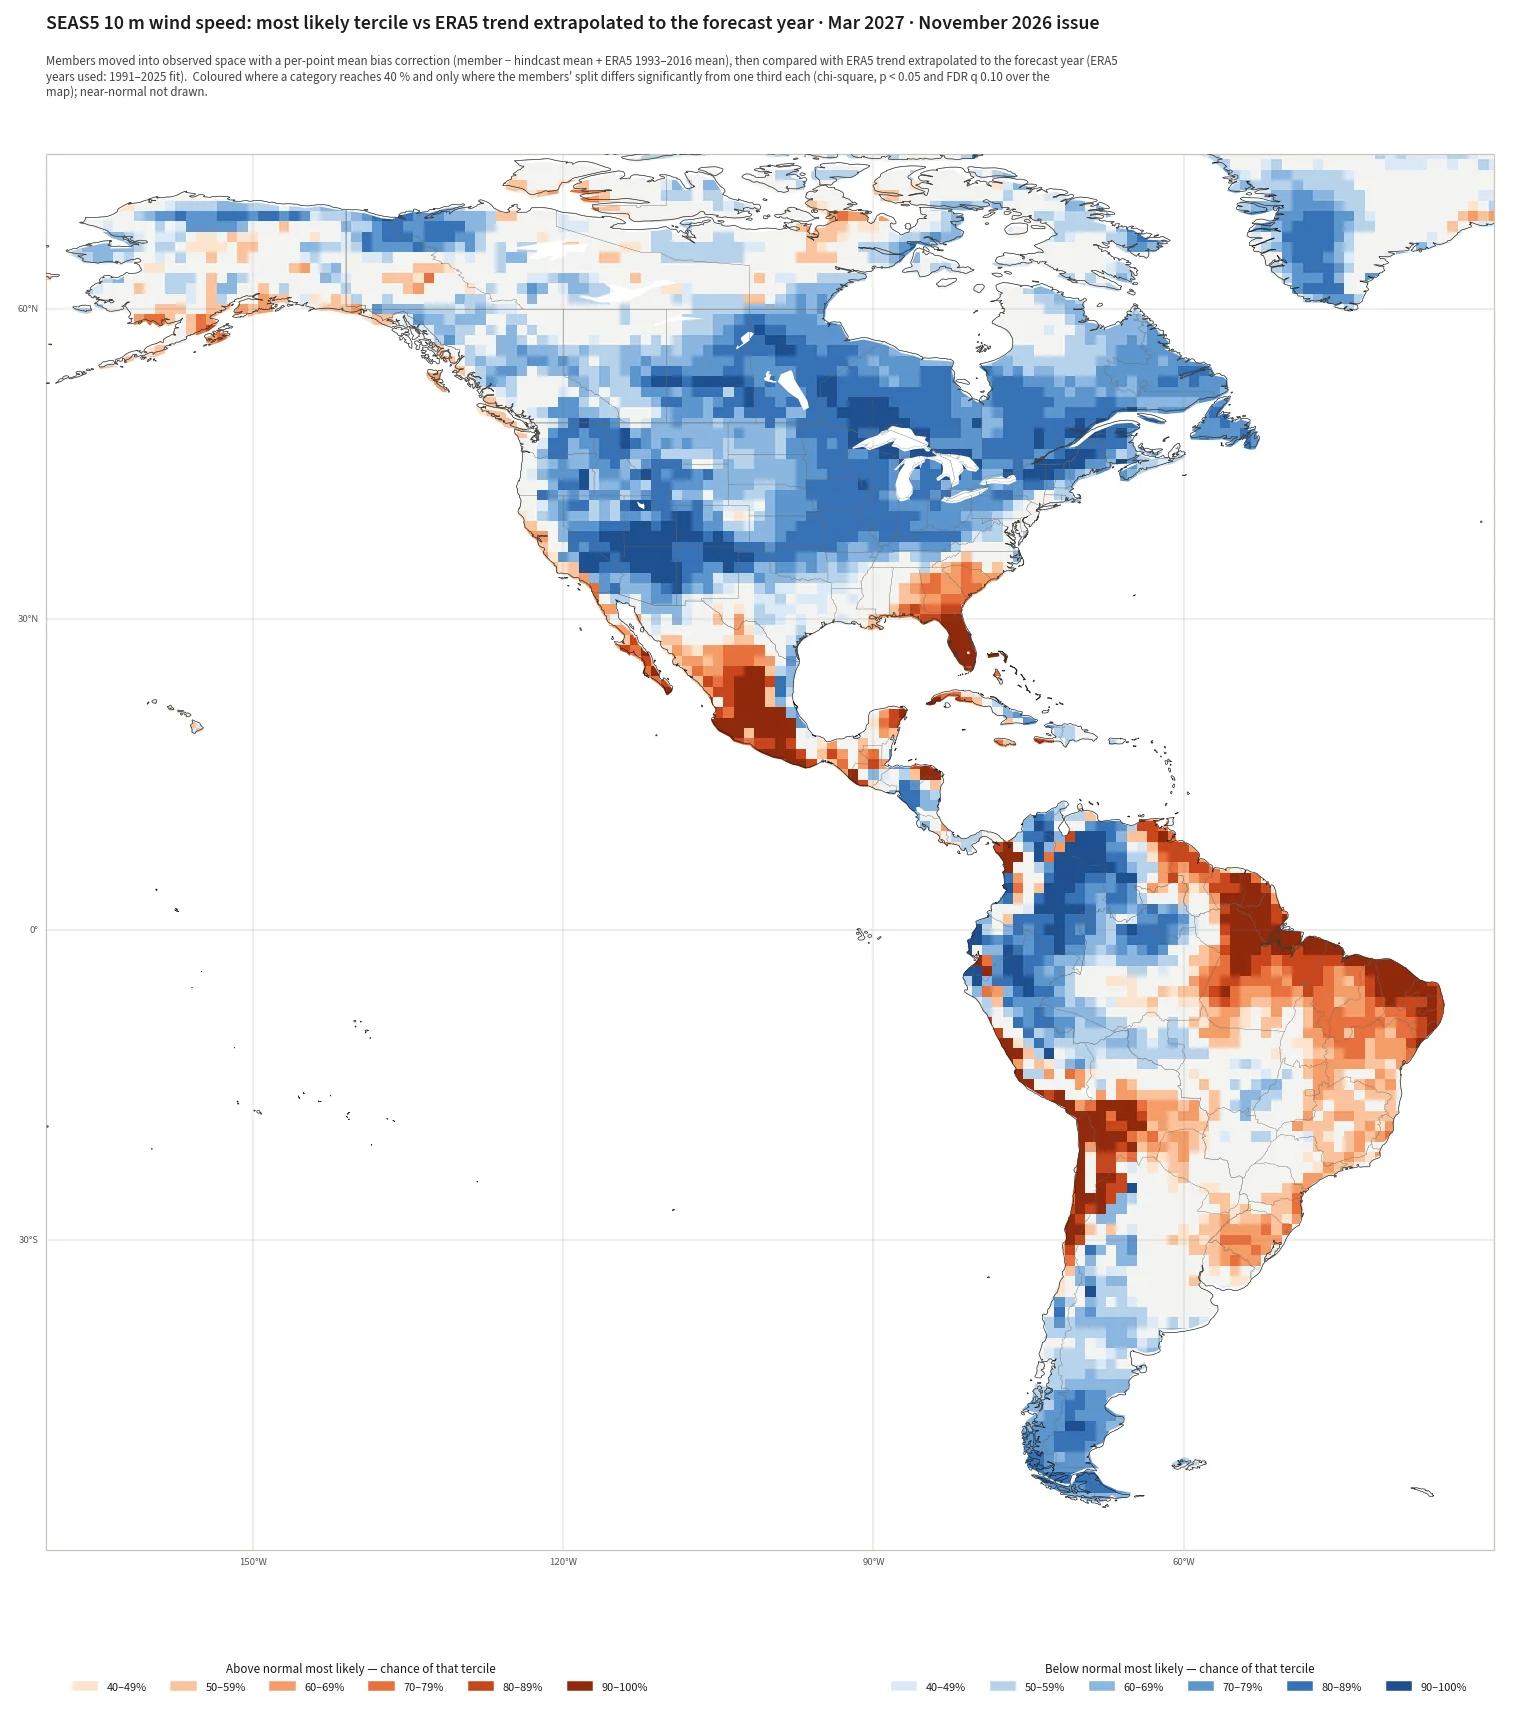 SEAS5 10 m wind speed: most likely tercile vs ERA5 trend extrapolated to the forecast year · Mar 2027 · November 2026 issue
Members moved into observed space with a per-point mean bias correction (member − hindcast mean + ERA5 1993–2016 mean), then compared with ERA5 trend extrapolated to the forecast year (ERA5
years used: 1991–2025 fit). Coloured where a category reaches 40 % and only where the members' split differs significantly from one third each (chi-square, p < 0.05 and FDR q 0.10 over the
map); near-normal not drawn.
60°N
30°N
0°
30°S
150°W 120°W 90°W 60°W
Above normal most likely — chance of that tercile
40–49% 50–59% 60–69% 70–79% 80–89% 90–100%
Below normal most likely — chance of that tercile
40–49% 50–59% 60–69% 70–79% 80–89% 90–100%